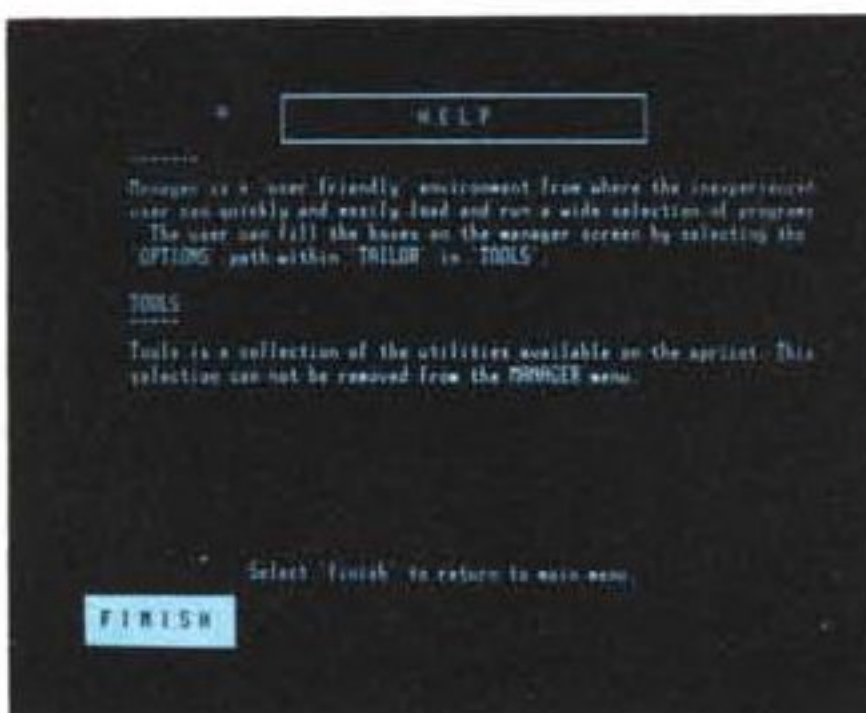 HELP
Manager is a 'user friendly' environment from where the inexperienced
user can quickly and easily load and run a wide selection of programs
The user can fill the boxes on the manager screen by selecting the
'OPTIONS' path within 'TAILOR' in 'TOOLS'.
TOOLS
-----
Tools is a collection of the utilities available on the apricot This
selection can not be removed from the MANAGER menu.
Select 'finish' to return to main menu.
FINISH